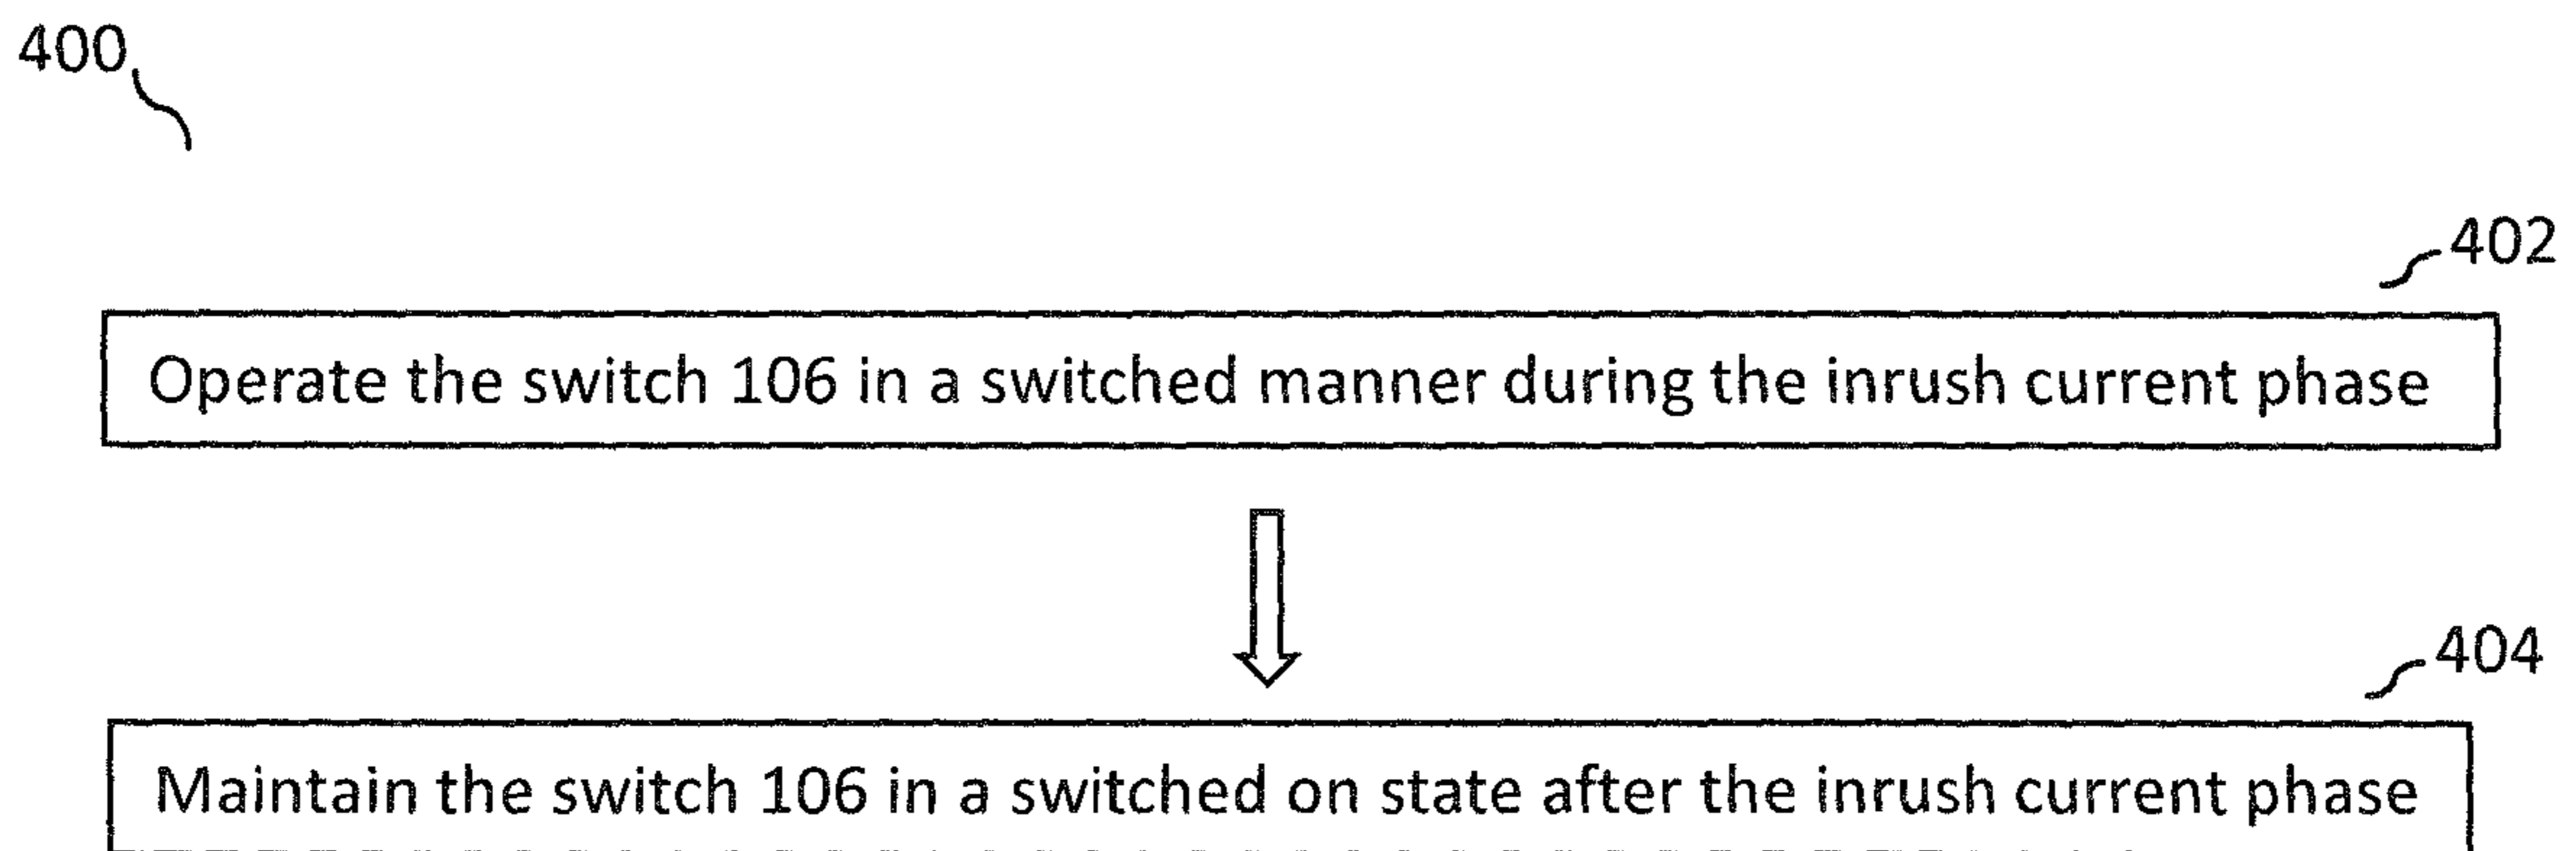 400
402
Operate the switch 106 in a switched manner during the inrush current phase
404
Maintain the switch 106 in a switched on state after the inrush current phase